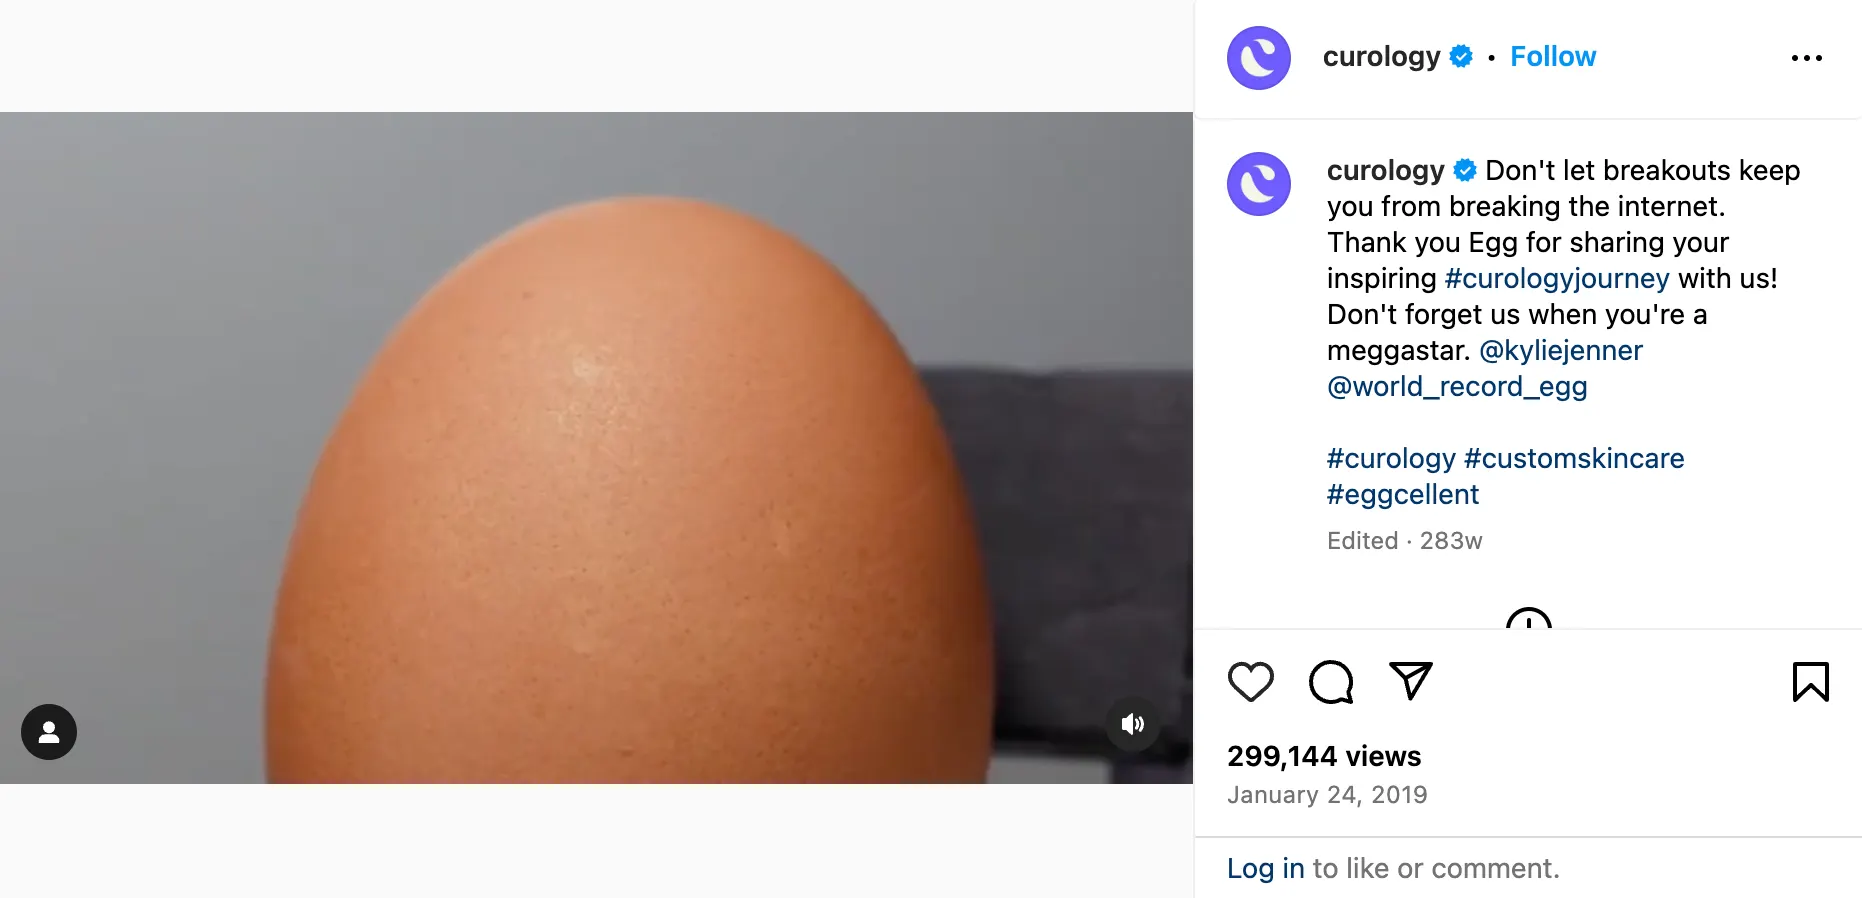 curology • Follow
curology Don't let breakouts keep
you from breaking the internet.
Thank you Egg for sharing your
inspiring #curologyjourney with us!
Don't forget us when you're a
meggastar. @kyliejenner
@world_record_egg
#curology #customskincare
#eggcellent
Edited · 283w
299,144 views
January 24, 2019
Log in to like or comment.